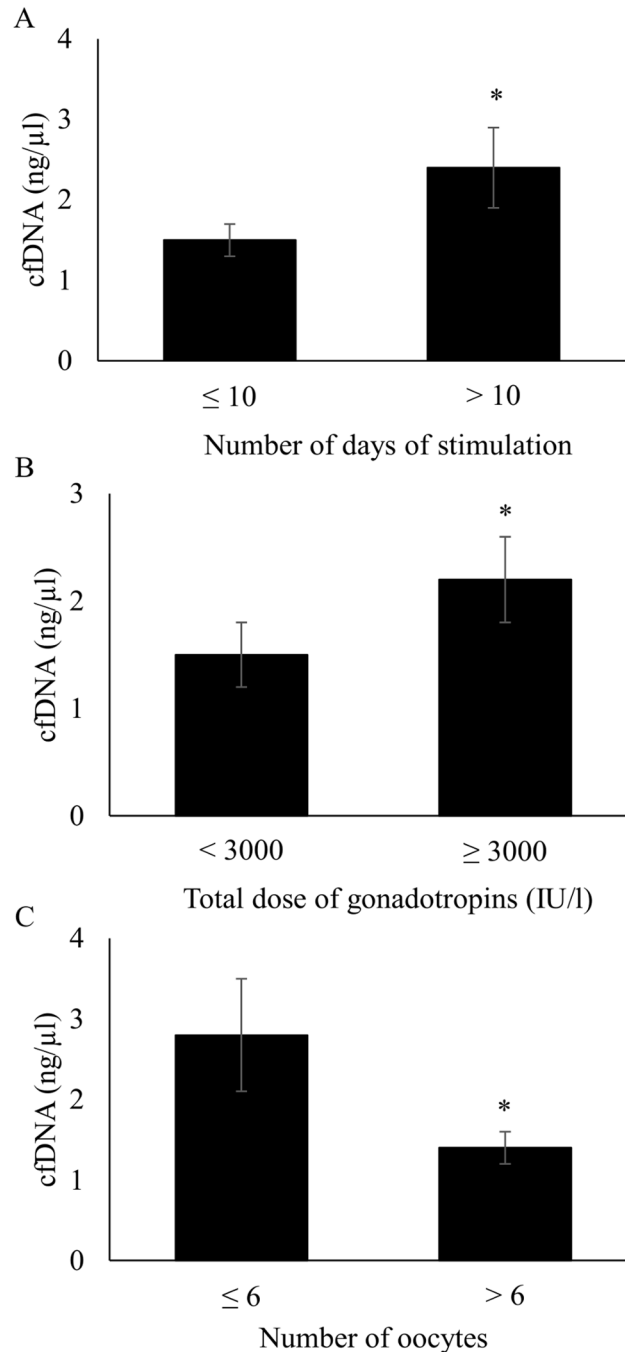 A
4
3
2
1
0
cfDNA (ng/µl)
*
≤ 10
> 10
Number of days of stimulation
B
3
2
1
0
cfDNA (ng/µl)
*
< 3000
≥ 3000
Total dose of gonadotropins (IU/l)
C
4
3
2
1
0
cfDNA (ng/µl)
*
≤ 6
> 6
Number of oocytes